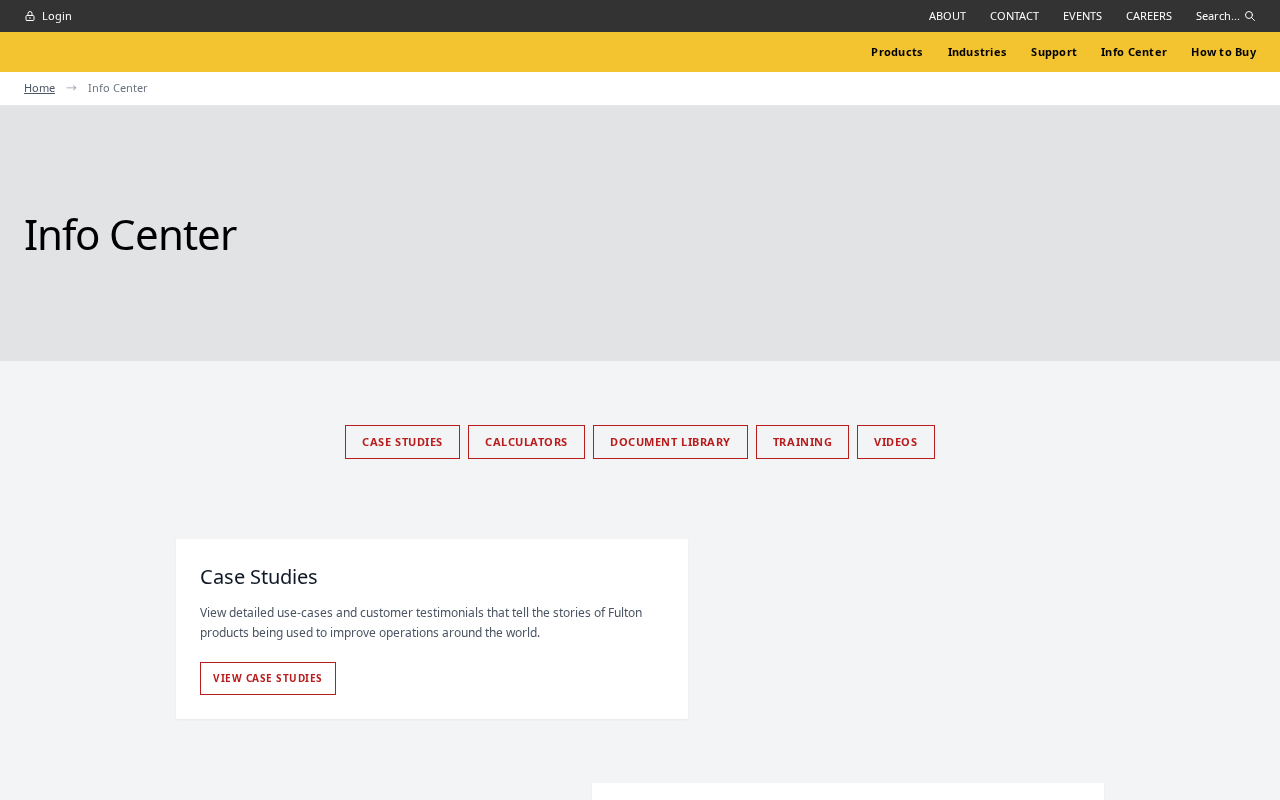 Login
ABOUT CONTACT EVENTS CAREERS Search...
Products Industries Support Info Center How to Buy
Home → Info Center
Info Center
CASE STUDIES CALCULATORS DOCUMENT LIBRARY TRAINING VIDEOS
Case Studies
View detailed use-cases and customer testimonials that tell the stories of Fulton
products being used to improve operations around the world.
VIEW CASE STUDIES